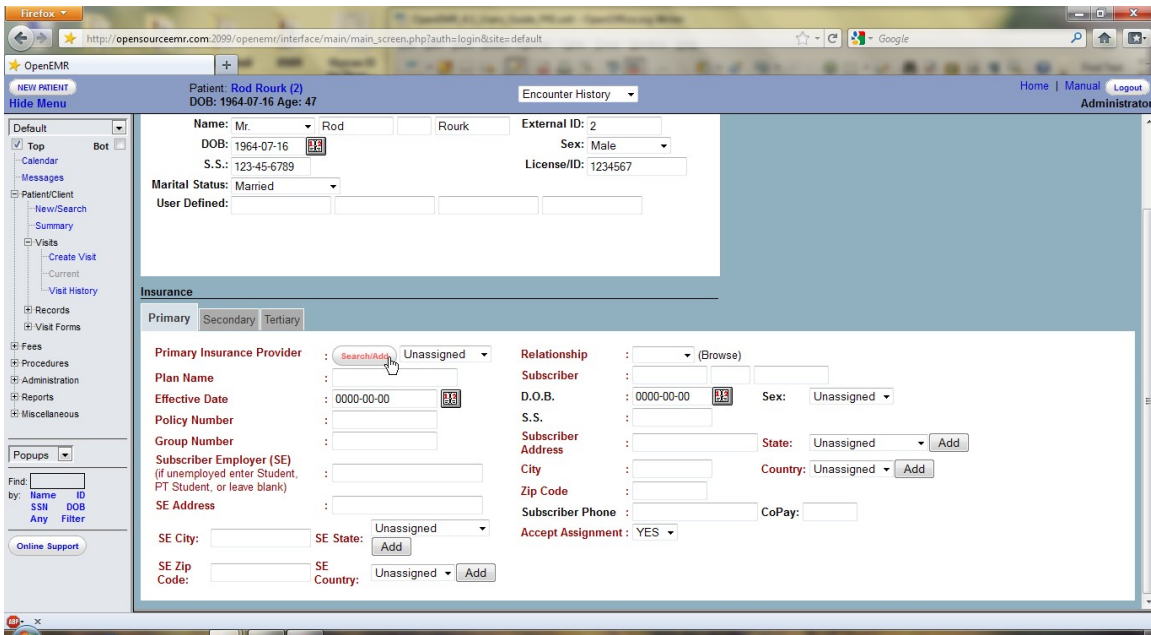 Firefox
http://opensourceemr.com:2099/openemr/interface/main/main_screen.php?auth=login&site=default
Google
OpenEMR
+
NEW PATIENT
Hide Menu
Patient: Rod Rourk (2)
DOB: 1964-07-16 Age: 47
Encounter History
Home | Manual Logout
Administrator
Default
Top Bot
Calendar
Messages
Patient/Client
New/Search
Summary
Visits
Create Visit
Current
Visit History
Records
Visit Forms
Fees
Procedures
Administration
Reports
Miscellaneous
Popups
Find:
by: Name ID
SSN DOB
Any Filter
Online Support
Name: Mr. Rod Rourk External ID: 2
DOB: 1964-07-16 Sex: Male
S.S.: 123-45-6789 License/ID: 1234567
Marital Status: Married
User Defined:
Insurance
Primary Secondary Tertiary
Primary Insurance Provider : Search/Add Unassigned
Plan Name :
Effective Date : 0000-00-00
Policy Number :
Group Number :
Subscriber Employer (SE)
(if unemployed enter Student, :
PT Student, or leave blank)
SE Address :
SE City: SE State: Unassigned
Add
SE Zip Code: SE Country: Unassigned Add
Relationship : (Browse)
Subscriber :
D.O.B. : 0000-00-00 Sex: Unassigned
S.S. :
Subscriber Address : State: Unassigned Add
City : Country: Unassigned Add
Zip Code :
Subscriber Phone : CoPay:
Accept Assignment : YES
ABP
x